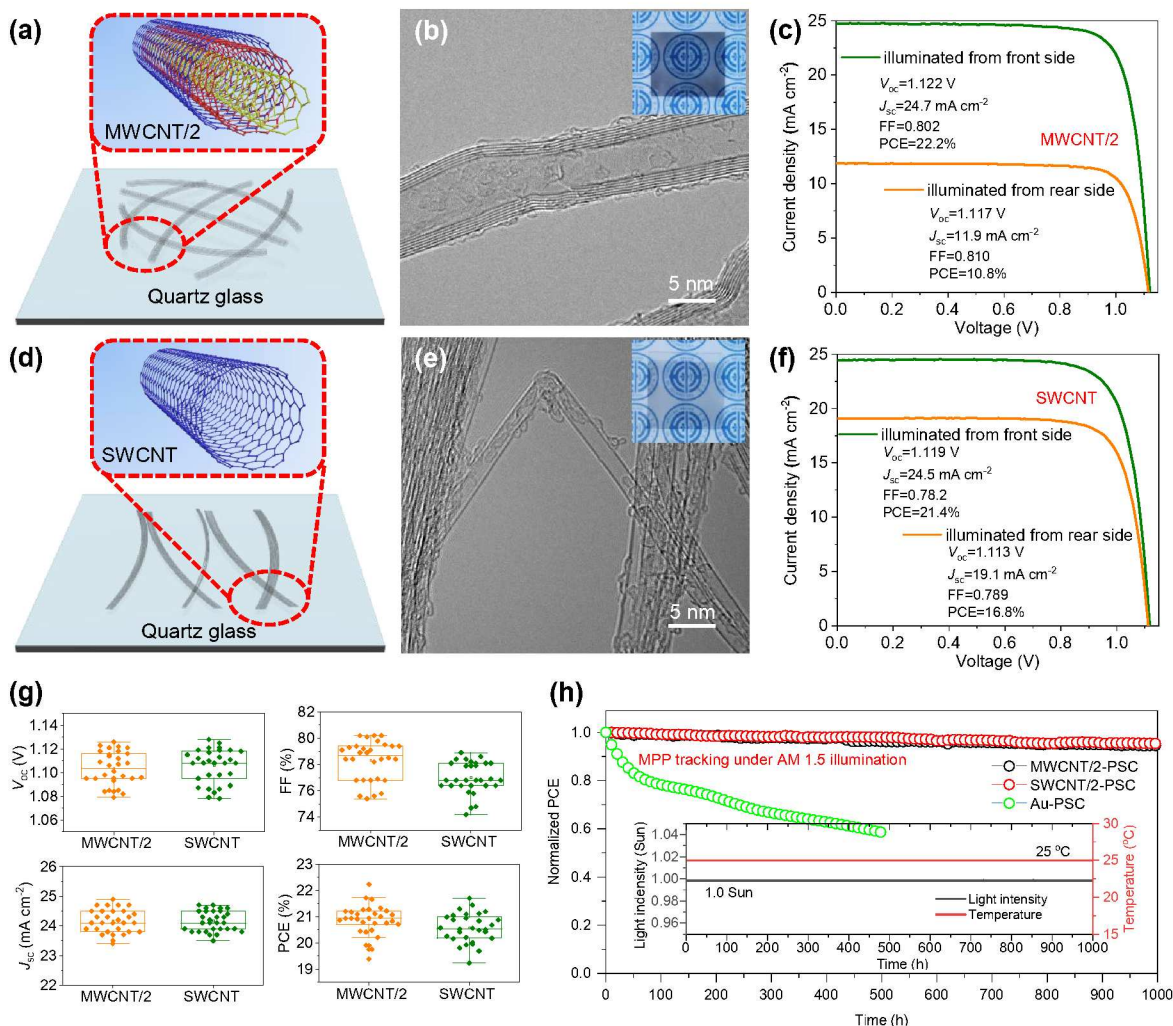 (a)
MWCNT/2
Quartz glass
(b)
5 nm
(c)
Current density (mA cm⁻²)
25
20
15
10
5
0
illuminated from front side
Voc=1.122 V
Jsc=24.7 mA cm⁻²
FF=0.802
PCE=22.2%
MWCNT/2
illuminated from rear side
Voc=1.117 V
Jsc=11.9 mA cm⁻²
FF=0.810
PCE=10.8%
0.0 0.2 0.4 0.6 0.8 1.0
Voltage (V)
(d)
SWCNT
Quartz glass
(e)
5 nm
(f)
Current density (mA cm⁻²)
25
20
15
10
5
0
SWCNT
illuminated from front side
Voc=1.119 V
Jsc=24.5 mA cm⁻²
FF=0.78.2
PCE=21.4%
illuminated from rear side
Voc=1.113 V
Jsc=19.1 mA cm⁻²
FF=0.789
PCE=16.8%
0.0 0.2 0.4 0.6 0.8 1.0
Voltage (V)
(g)
Voc (V)
1.14
1.12
1.10
1.08
1.06
MWCNT/2 SWCNT
FF (%)
82
80
78
76
74
MWCNT/2 SWCNT
Jsc (mA cm⁻²)
26
25
24
23
22
MWCNT/2 SWCNT
PCE (%)
23
22
21
20
19
MWCNT/2 SWCNT
(h)
Normalized PCE
1.0
0.8
0.6
0.4
0.2
0.0
MPP tracking under AM 1.5 illumination
MWCNT/2-PSC
SWCNT/2-PSC
Au-PSC
Light indensity (Sun)
1.04
1.02
1.00
0.98
0.96
25 °C
1.0 Sun
Light intensity
Temperature
Temperature (°C)
30
25
20
15
0 100 200 300 400 500 600 700 800 900 1000
Time (h)
0 100 200 300 400 500 600 700 800 900 1000
Time (h)